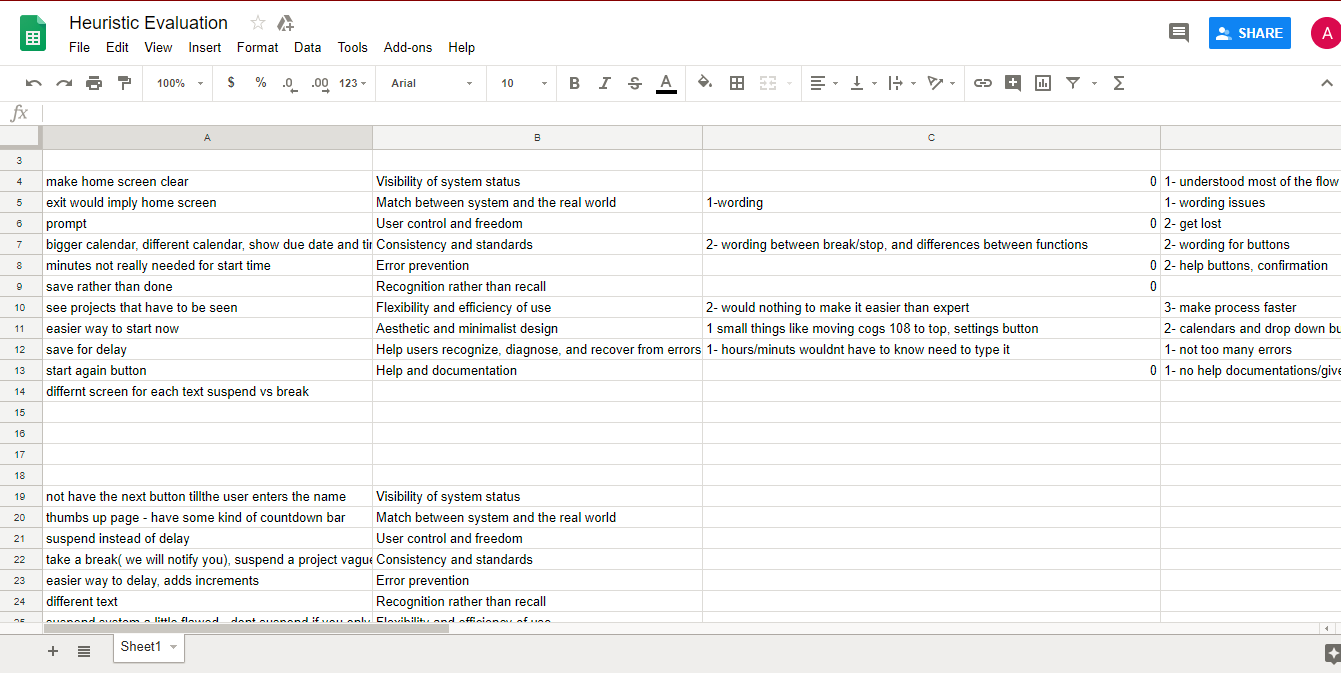 Heuristic Evaluation
File Edit View Insert Format Data Tools Add-ons Help
SHARE
A
100% $ % .0 .00 123 Arial 10 B I S A Σ
fx
A B C
3
4 make home screen clear Visibility of system status 0 1- understood most of the flow
5 exit would imply home screen Match between system and the real world 1-wording 1- wording issues
6 prompt User control and freedom 0 2- get lost
7 bigger calendar, different calendar, show due date and tir Consistency and standards 2- wording between break/stop, and differences between functions 2- wording for buttons
8 minutes not really needed for start time Error prevention 0 2- help buttons, confirmation
9 save rather than done Recognition rather than recall 0
10 see projects that have to be seen Flexibility and efficiency of use 2- would nothing to make it easier than expert 3- make process faster
11 easier way to start now Aesthetic and minimalist design 1 small things like moving cogs 108 to top, settings button 2- calendars and drop down bu
12 save for delay Help users recognize, diagnose, and recover from errors 1- hours/minuts wouldnt have to know need to type it 1- not too many errors
13 start again button Help and documentation 0 1- no help documentations/give
14 differnt screen for each text suspend vs break
15
16
17
18
19 not have the next button tillthe user enters the name Visibility of system status
20 thumbs up page - have some kind of countdown bar Match between system and the real world
21 suspend instead of delay User control and freedom
22 take a break( we will notify you), suspend a project vague Consistency and standards
23 easier way to delay, adds increments Error prevention
24 different text Recognition rather than recall
25 suspend system a little flawed - dont suspend if you only Flexibility and efficiency of use
Sheet1